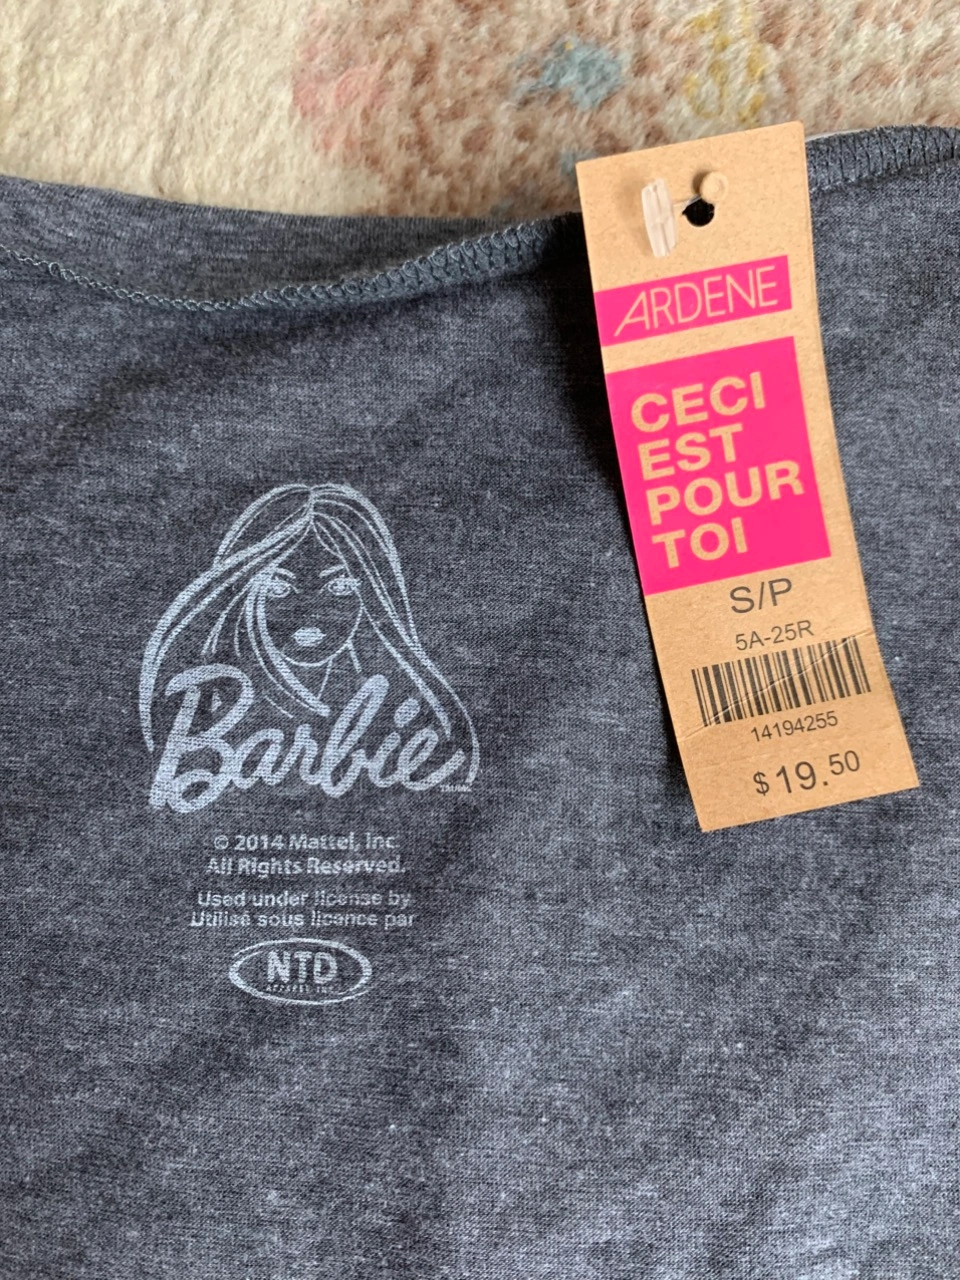 ARDENE
CECI
EST
POUR
TOI
S/P
5A-25R
14194255
$19.50
Barbie
© 2014 Mattel, Inc.
All Rights Reserved.
Used under license by
Utilisé sous licence par
NTD